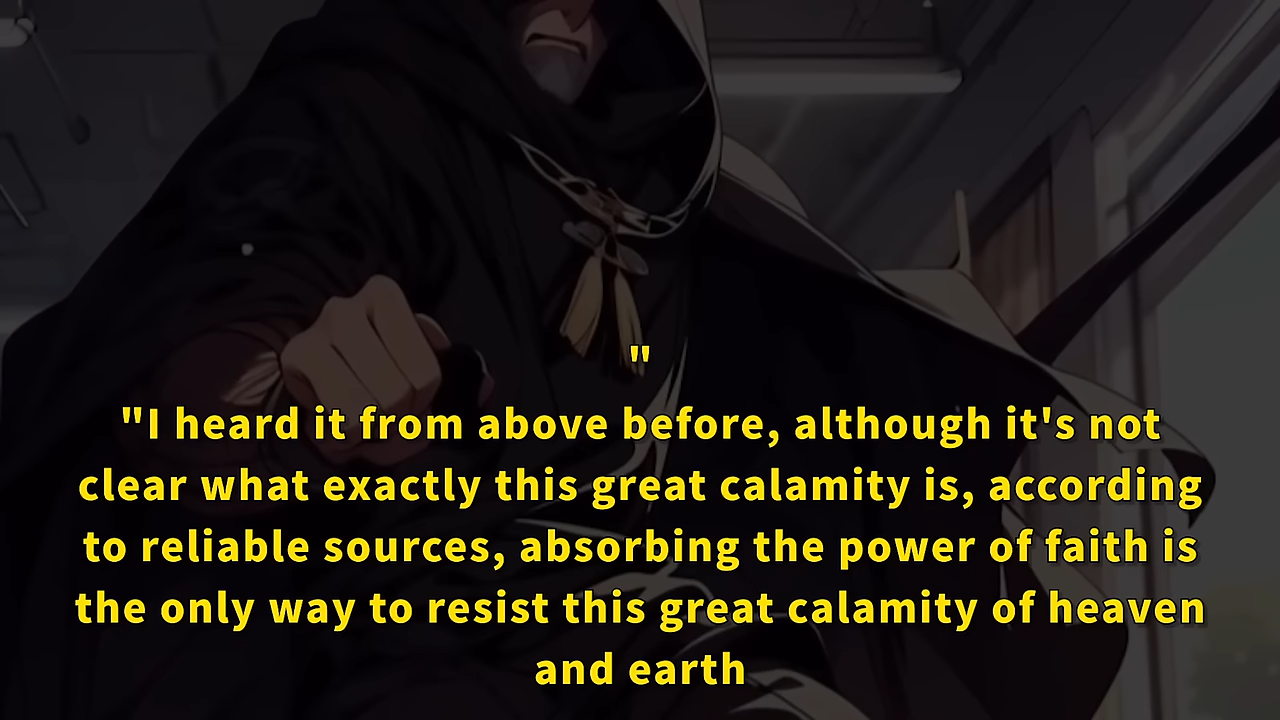 "
"I heard it from above before, although it's not
clear what exactly this great calamity is, according
to reliable sources, absorbing the power of faith is
the only way to resist this great calamity of heaven
and earth